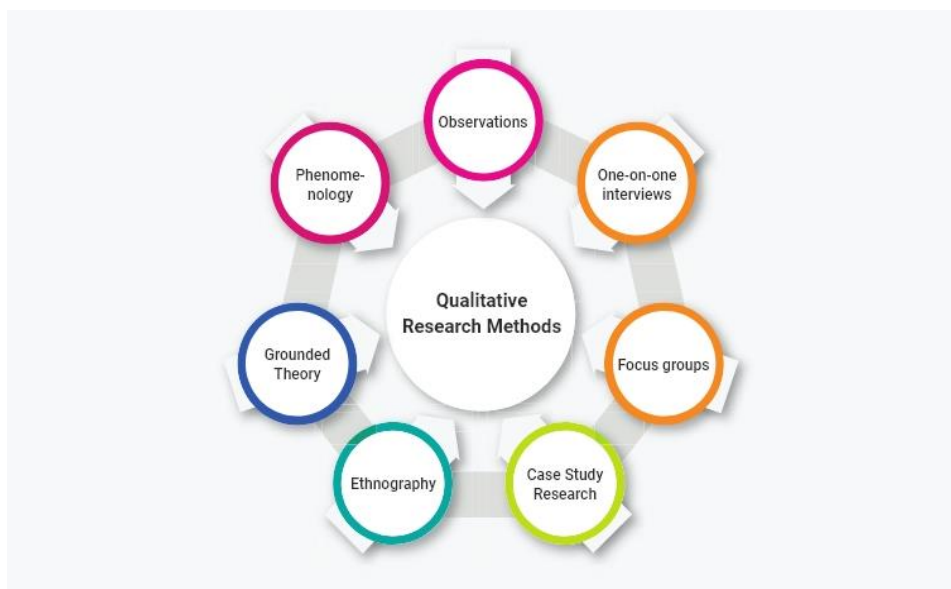 Observations
One-on-one
interviews
Focus groups
Case Study
Research
Ethnography
Grounded
Theory
Phenome-
nology
Qualitative
Research Methods